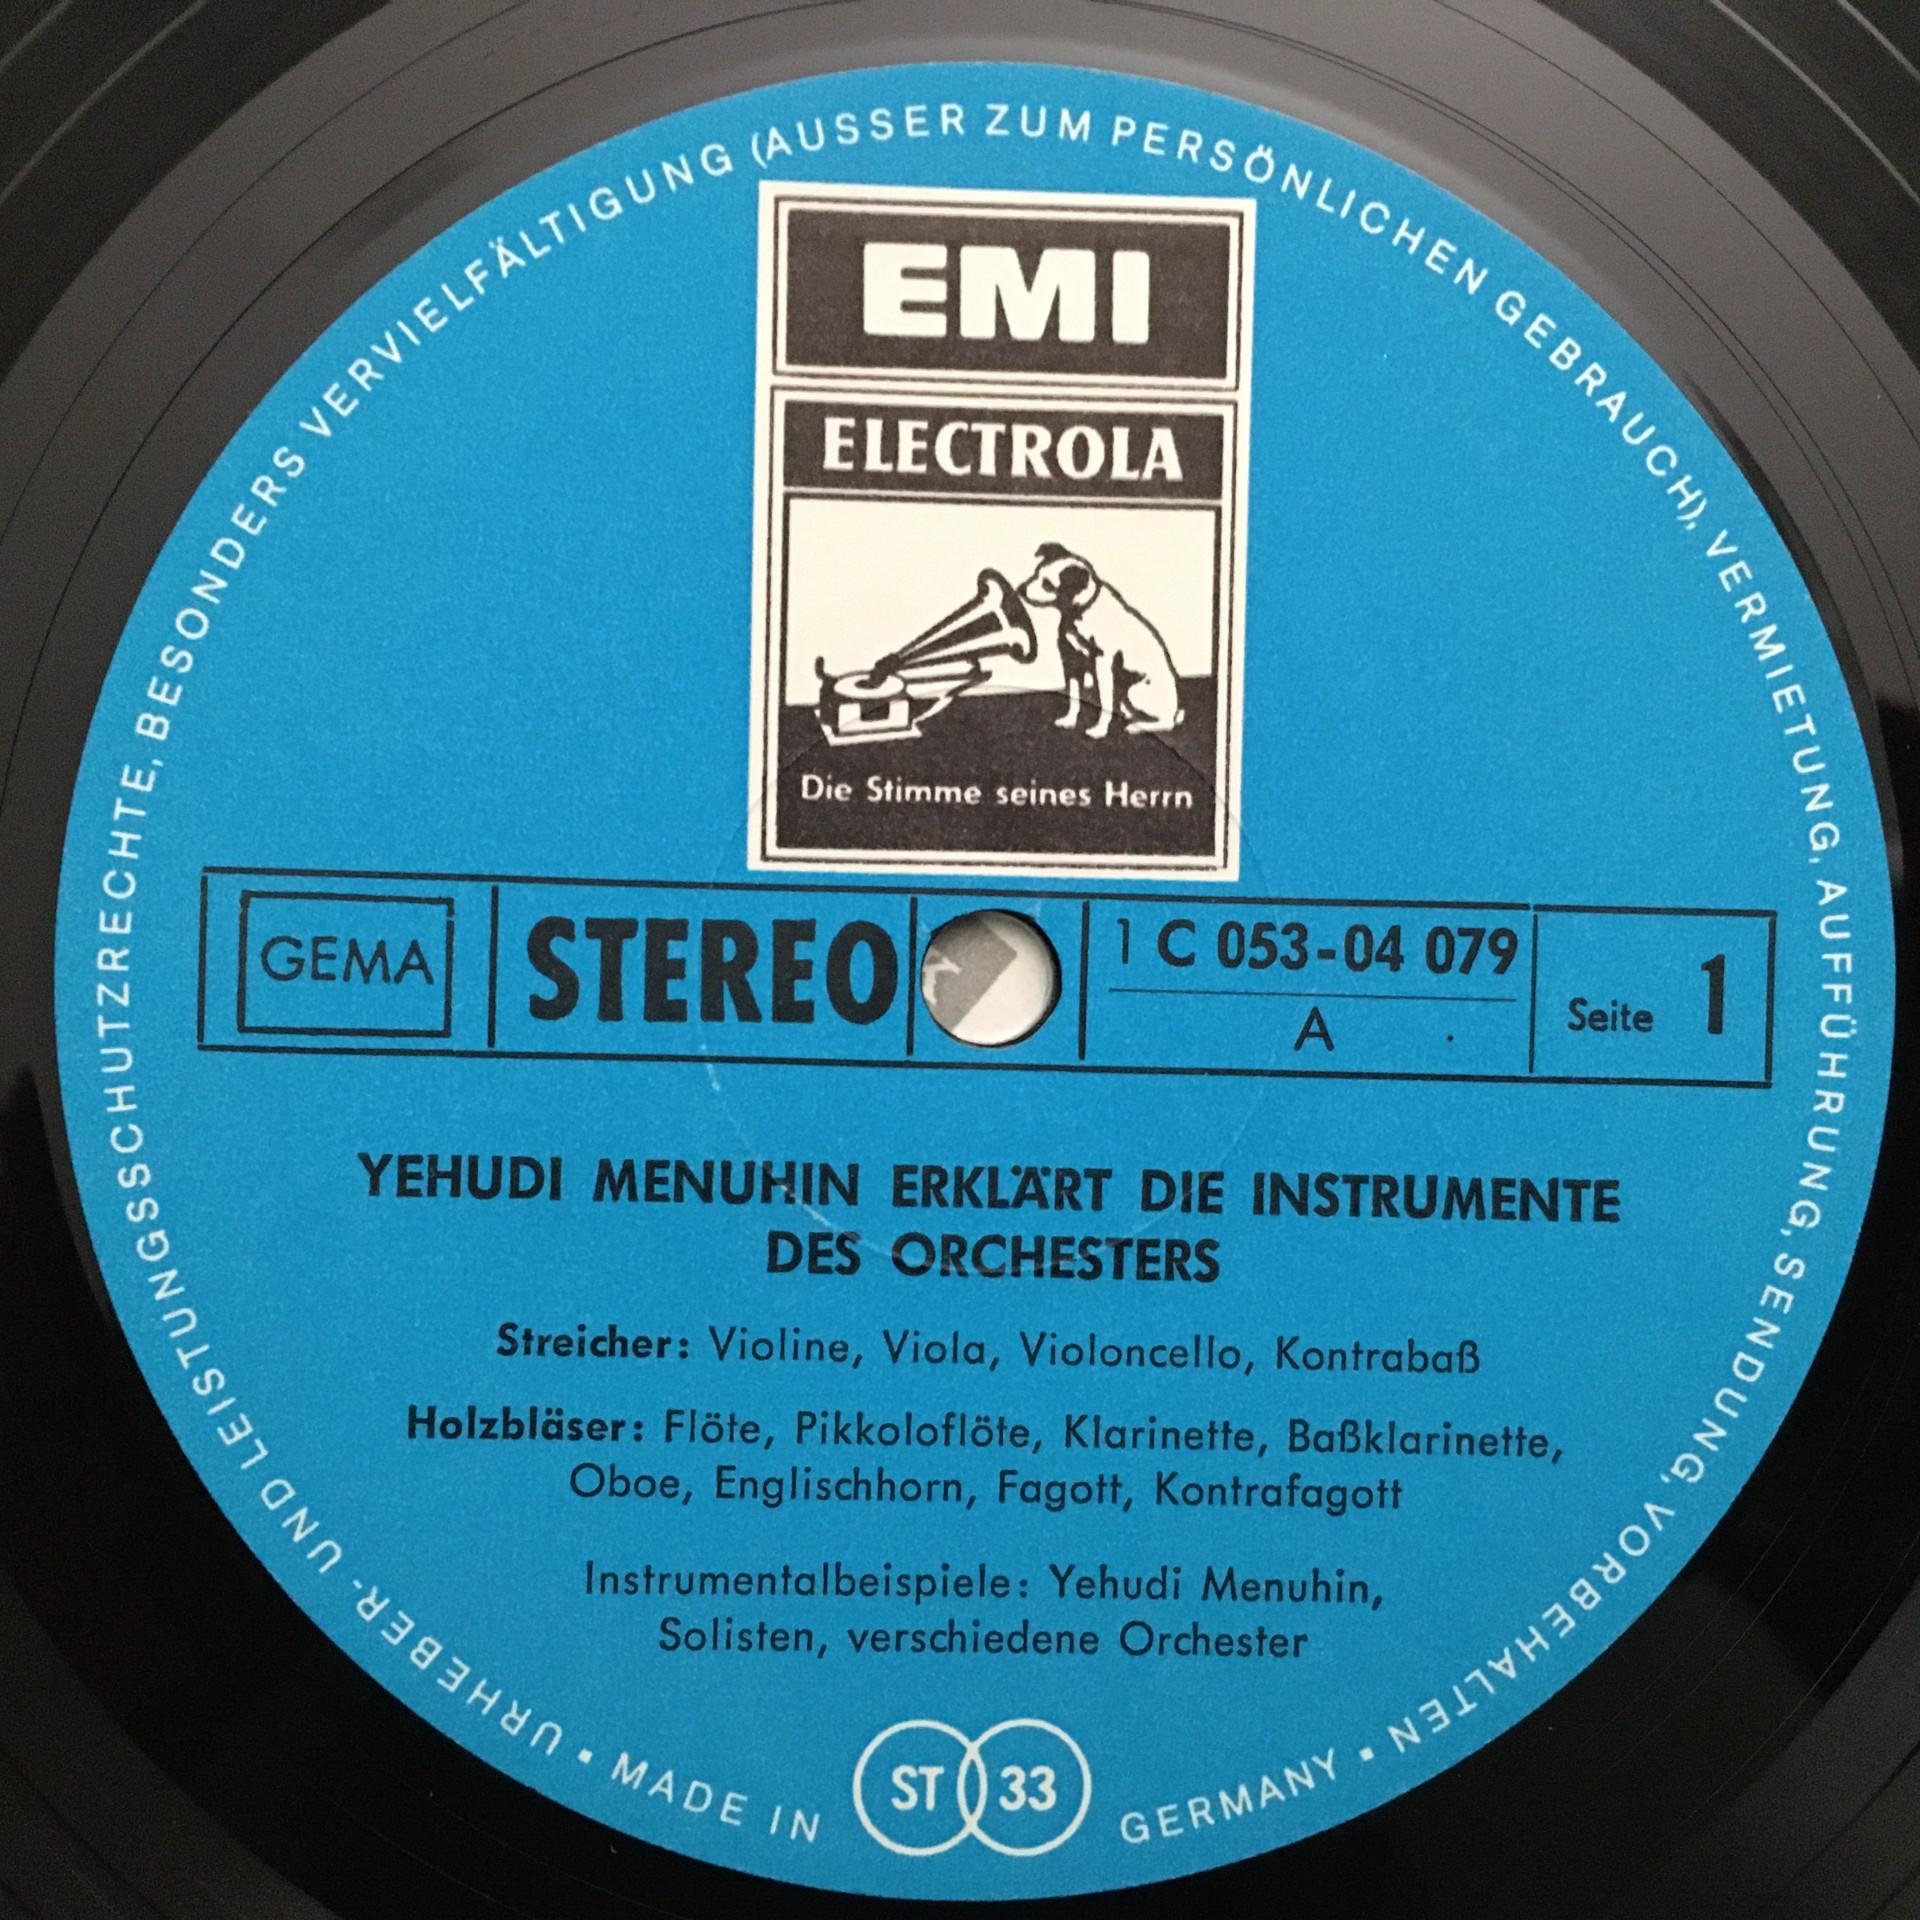 URHEBER- UND LEISTUNGSSCHUTZRECHTE, BESONDERS VERVIELFÄLTIGUNG (AUSSER ZUM PERSÖNLICHEN GEBRAUCH), VERMIETUNG, AUFFÜHRUNG, SENDUNG, VORBEHALTEN
EMI
ELECTROLA
Die Stimme seines Herrn
GEMA
STEREO
1 C 053-04 079
A
Seite 1
YEHUDI MENUHIN ERKLÄRT DIE INSTRUMENTE
DES ORCHESTERS
Streicher: Violine, Viola, Violoncello, Kontrabaß
Holzbläser: Flöte, Pikkoloflöte, Klarinette, Baßklarinette,
Oboe, Englischhorn, Fagott, Kontrafagott
Instrumentalbeispiele: Yehudi Menuhin,
Solisten, verschiedene Orchester
▪ MADE IN ST 33 GERMANY ▪